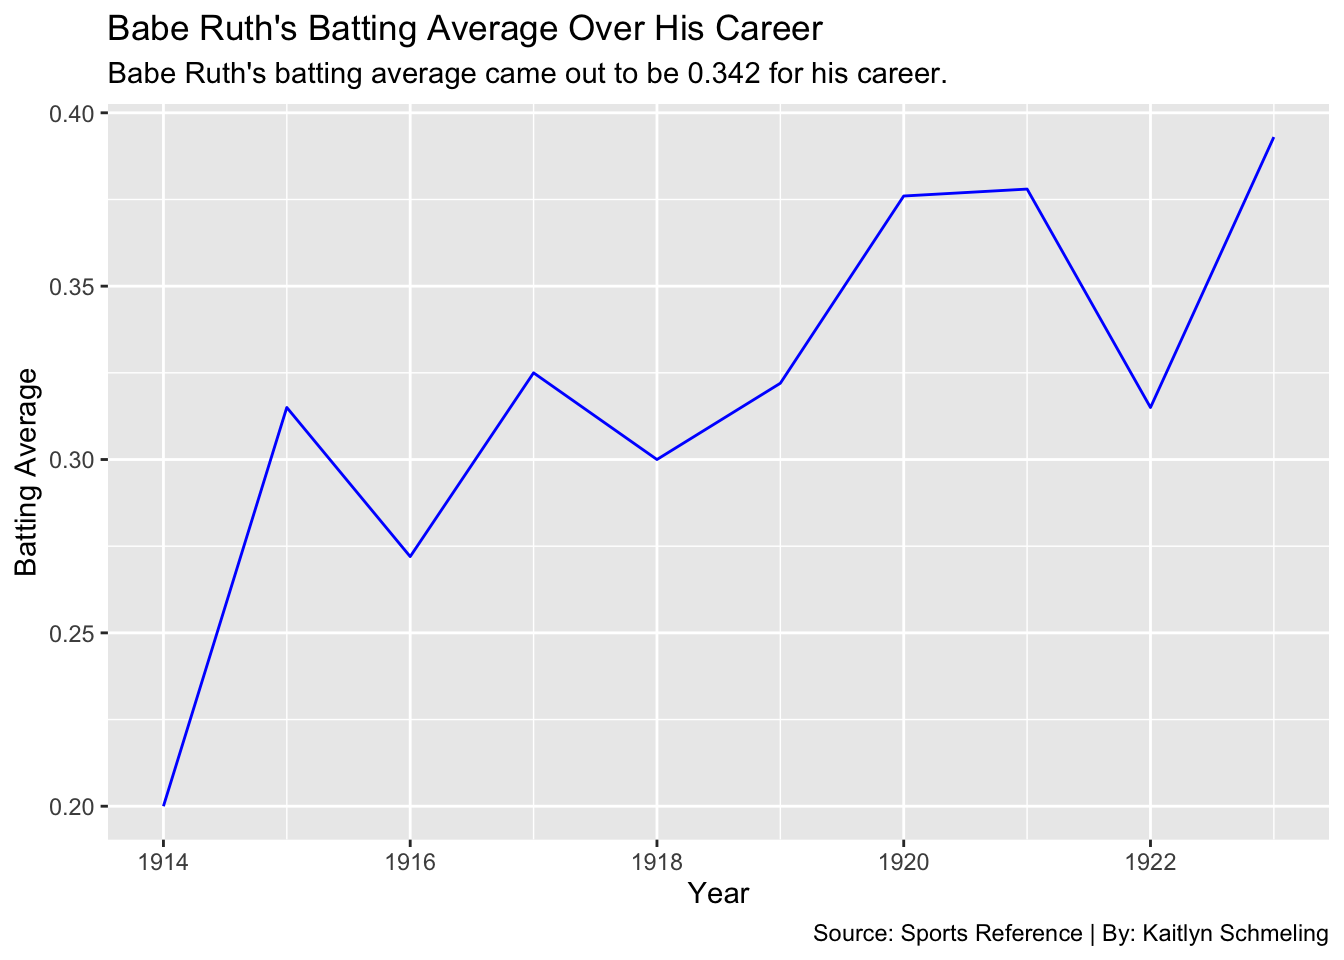 Babe Ruth's Batting Average Over His Career
Babe Ruth's batting average came out to be 0.342 for his career.
0.40
0.35
0.30
0.25
0.20
Batting Average
1914 1916 1918 1920 1922
Year
Source: Sports Reference | By: Kaitlyn Schmeling